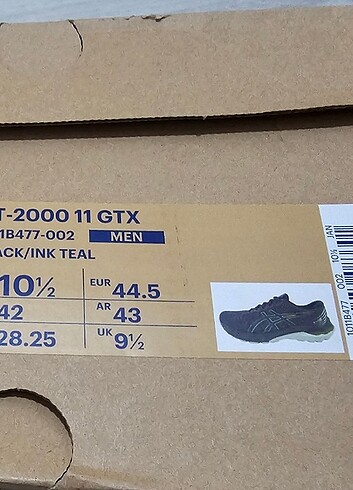 T-2000 11 GTX
11B477-002 MEN
ACK/INK TEAL
10½ EUR 44.5
42 AR 43
28.25 UK 9½
1011B477 002 10½ JAN